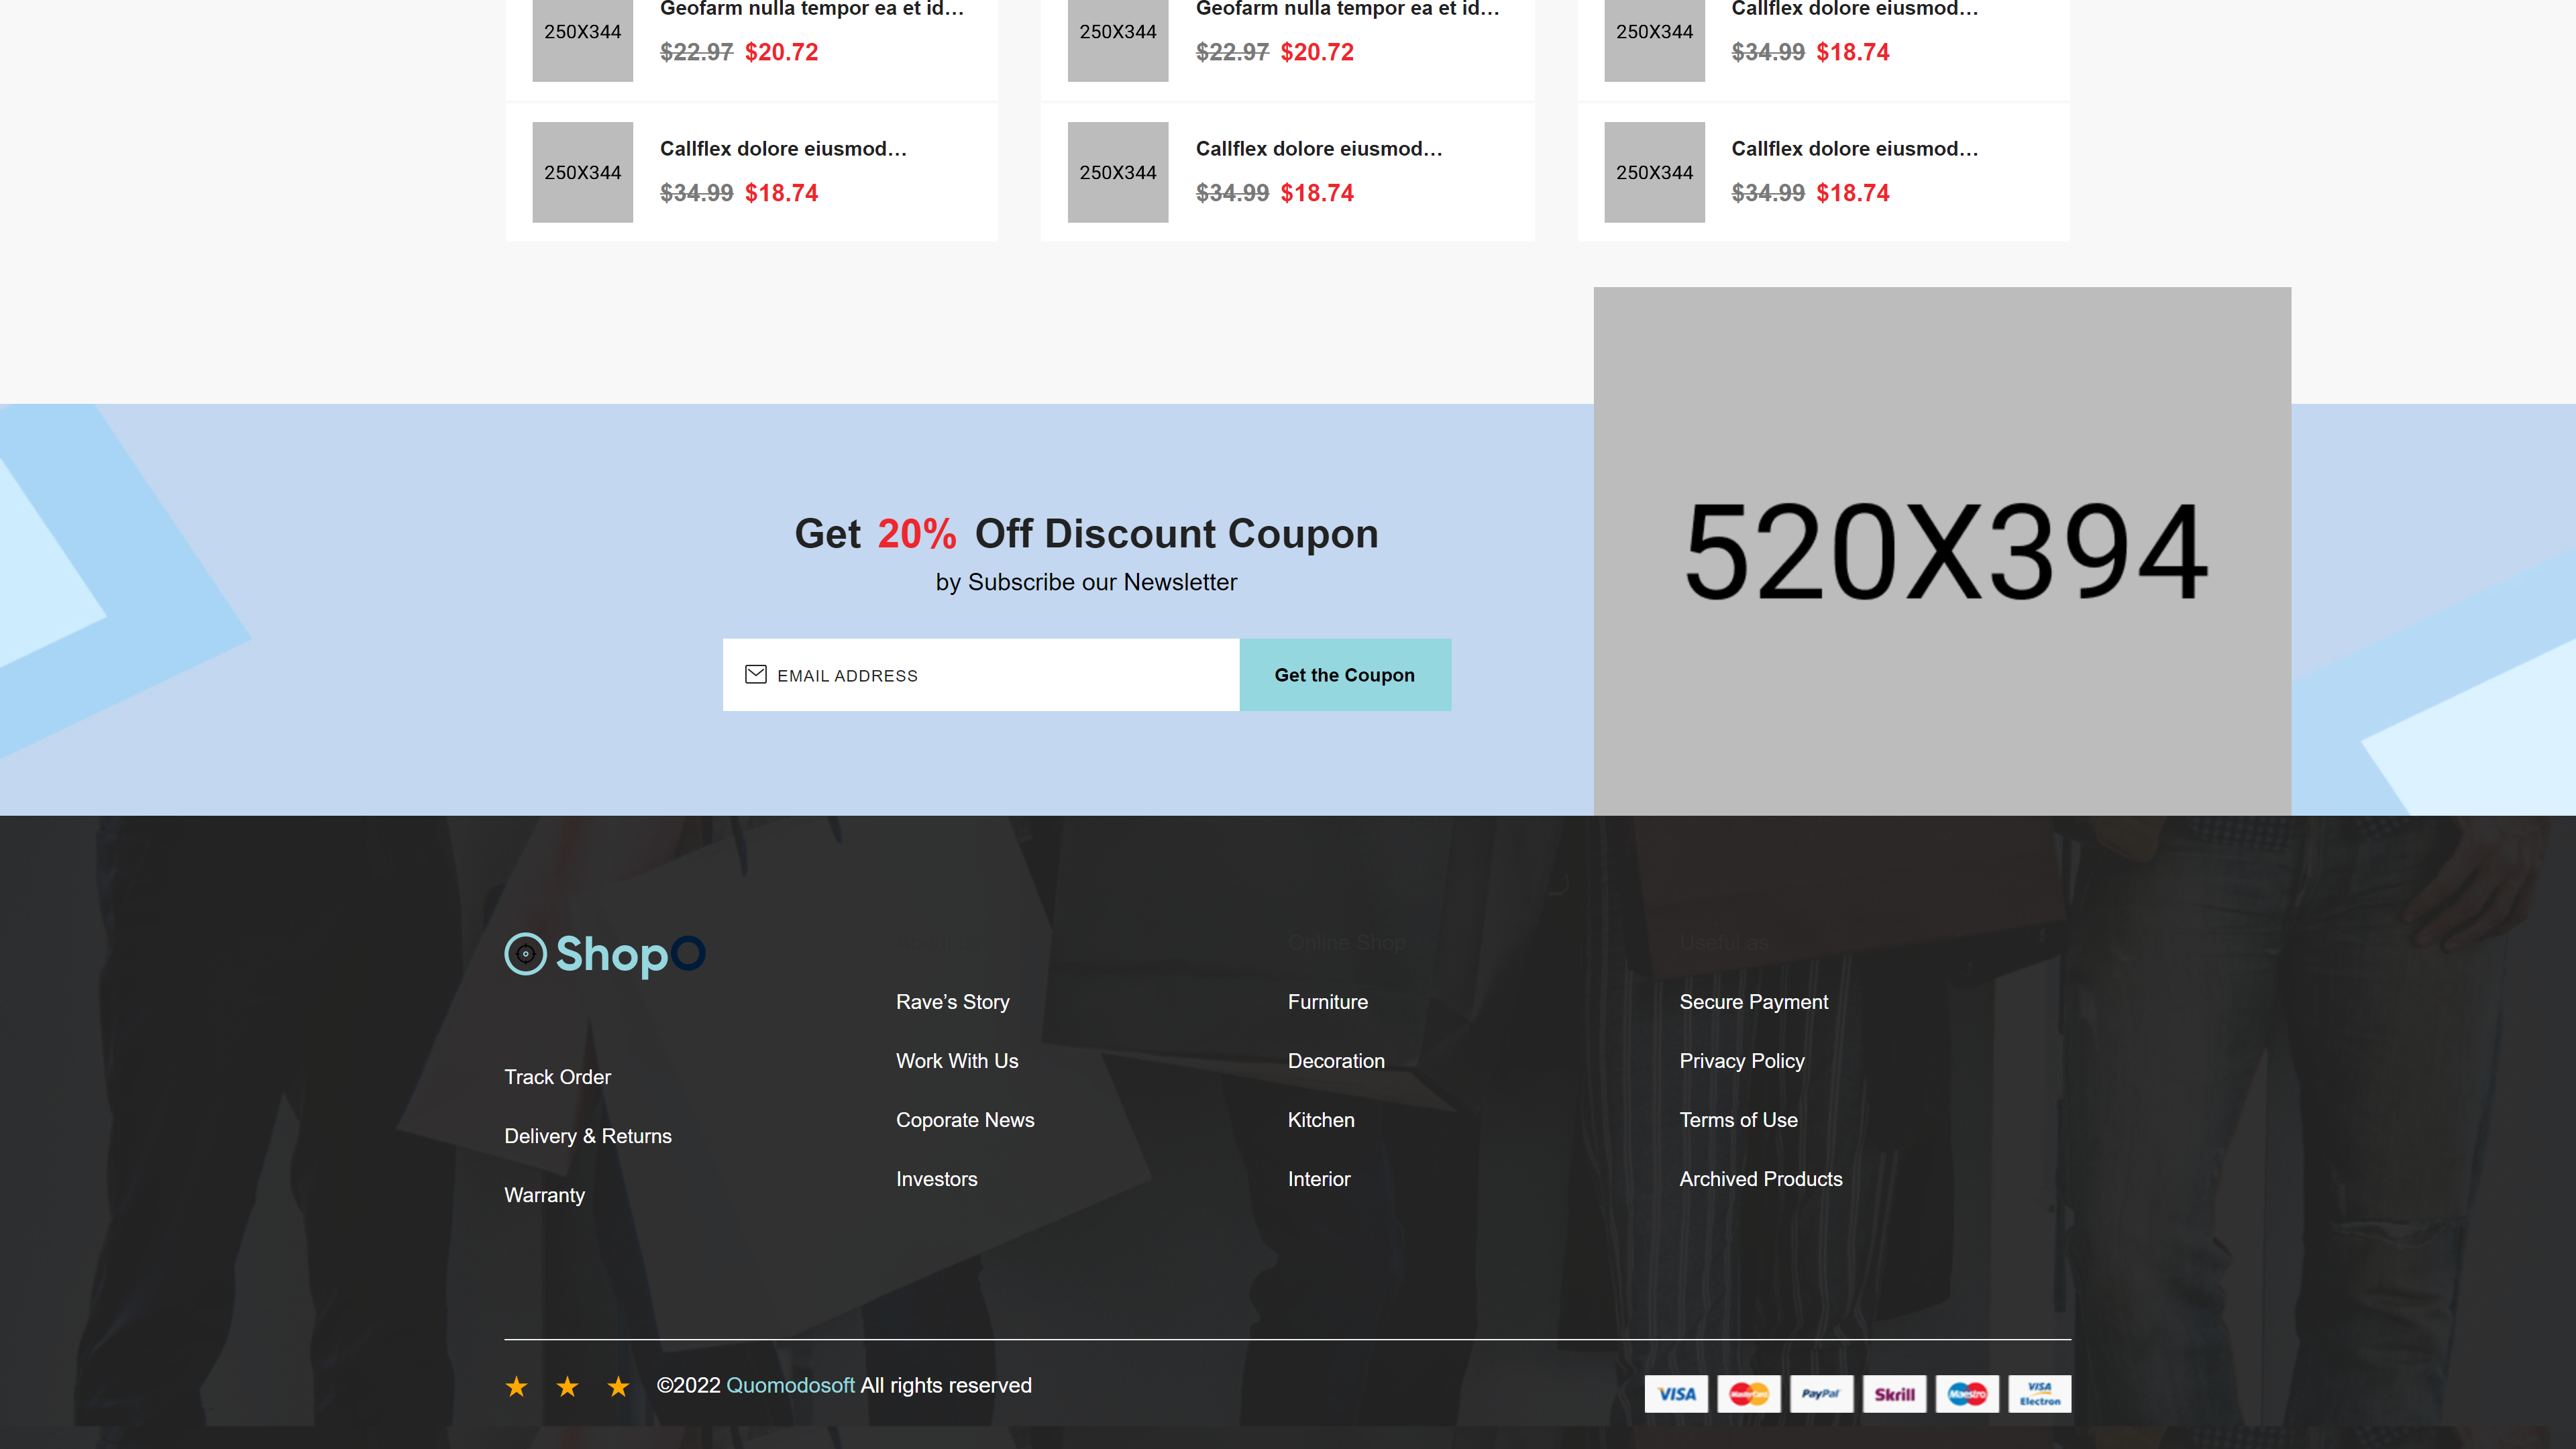 250X344
Geofarm nulla tempor ea et id...
$22.97 $20.72
250X344
Geofarm nulla tempor ea et id...
$22.97 $20.72
250X344
Callflex dolore eiusmod...
$34.99 $18.74
250X344
Callflex dolore eiusmod...
$34.99 $18.74
250X344
Callflex dolore eiusmod...
$34.99 $18.74
250X344
Callflex dolore eiusmod...
$34.99 $18.74
520X394
Get 20% Off Discount Coupon
by Subscribe our Newsletter
EMAIL ADDRESS
Get the Coupon
ShopO
Track Order
Delivery & Returns
Warranty
Rave’s Story
Work With Us
Coporate News
Investors
Online Shop
Furniture
Decoration
Kitchen
Interior
Useful as
Secure Payment
Privacy Policy
Terms of Use
Archived Products
©2022 Quomodosoft All rights reserved
VISA
MasterCard
PayPal
Skrill
Maestro
VISA
Electron